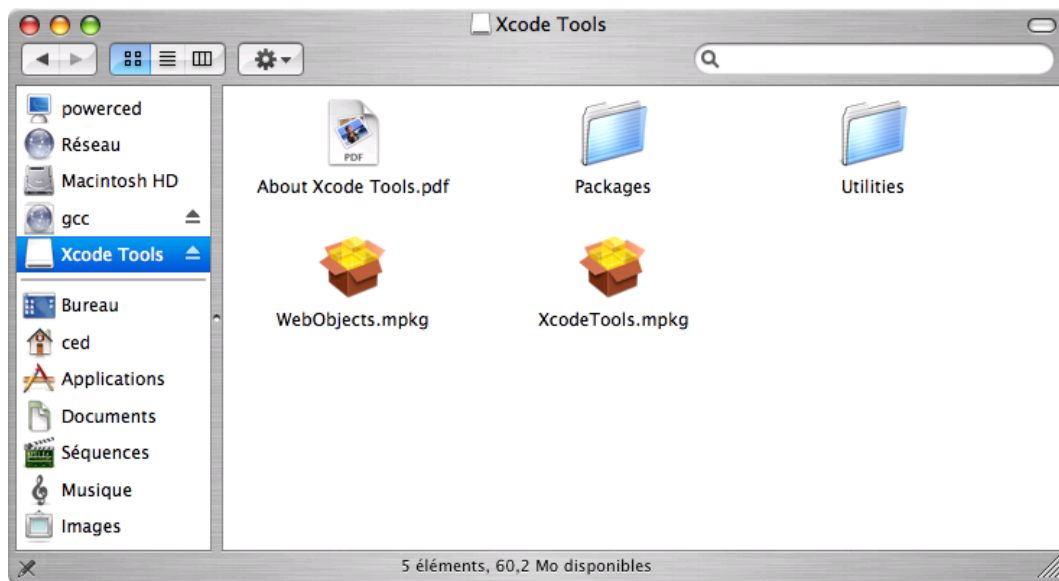 Xcode Tools
powerced
Réseau
Macintosh HD
gcc
Xcode Tools
Bureau
ced
Applications
Documents
Séquences
Musique
Images
PDF
About Xcode Tools.pdf
Packages
Utilities
WebObjects.mpkg
XcodeTools.mpkg
5 éléments, 60,2 Mo disponibles